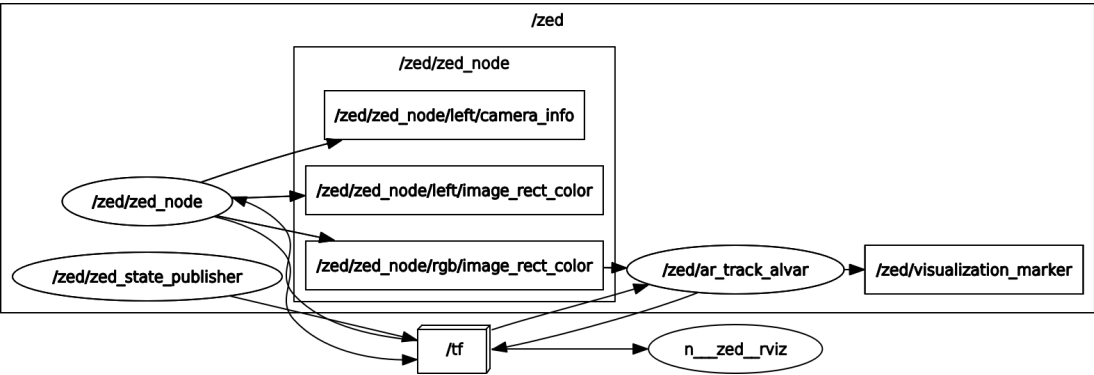 /zed
/zed/zed_node
/zed/zed_node/left/camera_info
/zed/zed_node
/zed/zed_node/left/image_rect_color
/zed/zed_state_publisher
/zed/zed_node/rgb/image_rect_color
/zed/ar_track_alvar
/zed/visualization_marker
/tf
n__zed__rviz